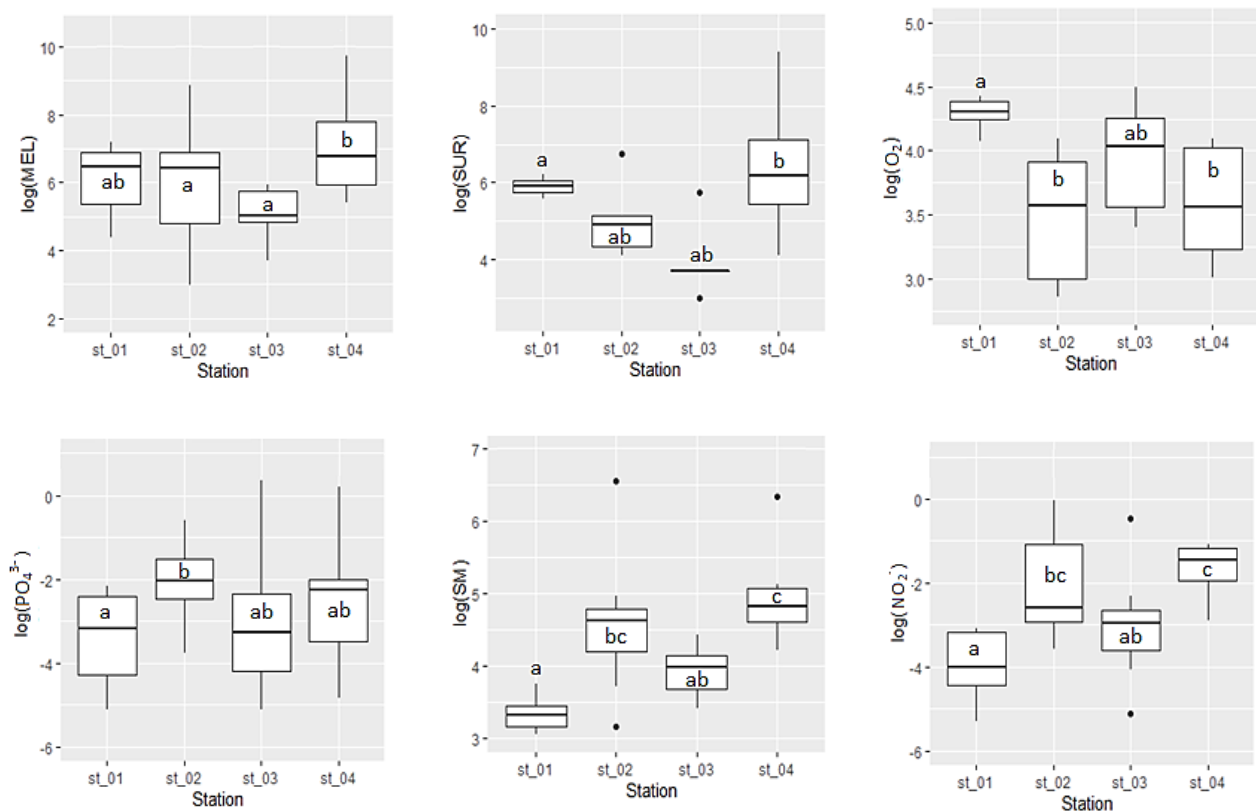 log(MEL)
10
8
6
4
2
ab
a
a
b
st_01 st_02 st_03 st_04
Station
log(SUR)
10
8
6
4
a
ab
ab
b
st_01 st_02 st_03 st_04
Station
log(O₂)
5.0
4.5
4.0
3.5
3.0
a
b
ab
b
st_01 st_02 st_03 st_04
Station
log(PO₄³⁻)
0
-2
-4
-6
a
b
ab
ab
st_01 st_02 st_03 st_04
Station
log(SM)
7
6
5
4
3
a
bc
ab
c
st_01 st_02 st_03 st_04
Station
log(NO₂⁻)
0
-2
-4
-6
a
bc
ab
c
st_01 st_02 st_03 st_04
Station